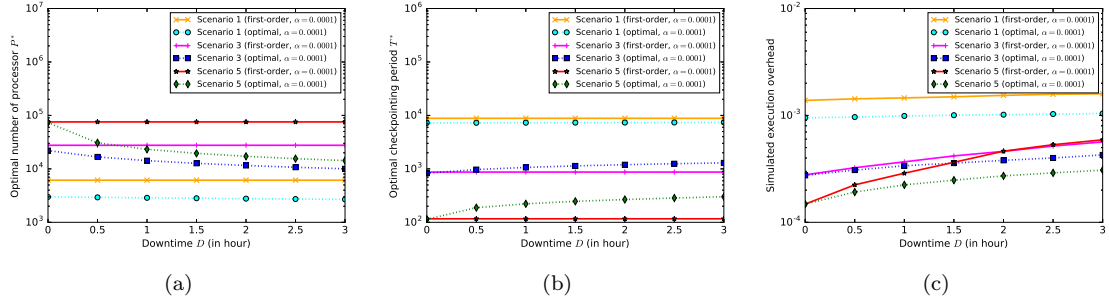 10^7
10^6
10^5
10^4
10^3
10^2
Optimal number of processor P*
0 0.5 1 1.5 2 2.5 3
Downtime D (in hour)
Scenario 1 (first-order, α=0.0001)
Scenario 1 (optimal, α=0.0001)
Scenario 3 (first-order, α=0.0001)
Scenario 3 (optimal, α=0.0001)
Scenario 5 (first-order, α=0.0001)
Scenario 5 (optimal, α=0.0001)
(a)
10^6
10^5
10^4
10^3
10^2
Optimal checkpointing period T*
0 0.5 1 1.5 2 2.5 3
Downtime D (in hour)
Scenario 1 (first-order, α=0.0001)
Scenario 1 (optimal, α=0.0001)
Scenario 3 (first-order, α=0.0001)
Scenario 3 (optimal, α=0.0001)
Scenario 5 (first-order, α=0.0001)
Scenario 5 (optimal, α=0.0001)
(b)
10^-2
10^-3
10^-4
Simulated execution overhead
0 0.5 1 1.5 2 2.5 3
Downtime D (in hour)
Scenario 1 (first-order, α=0.0001)
Scenario 1 (optimal, α=0.0001)
Scenario 3 (first-order, α=0.0001)
Scenario 3 (optimal, α=0.0001)
Scenario 5 (first-order, α=0.0001)
Scenario 5 (optimal, α=0.0001)
(c)